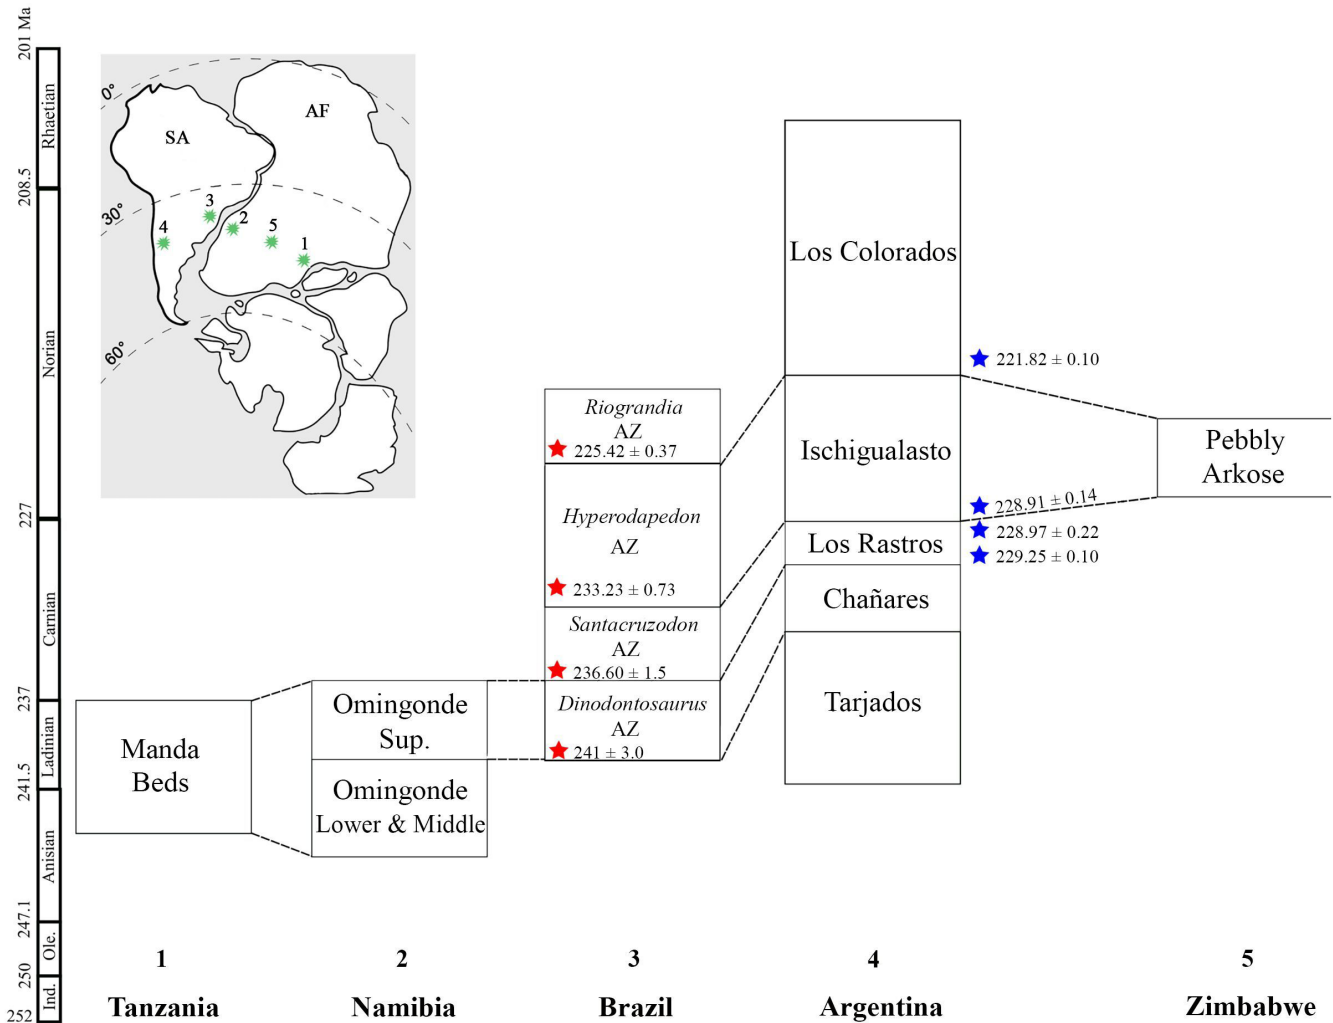 201 Ma
Rhaetian
208.5
Norian
227
Carnian
237
Ladinian
241.5
Anisian
247.1
Ole.
250
Ind.
252
0°
30°
60°
SA
AF
3
2
4
5
1
Manda
Beds
Omingonde
Sup.
Omingonde
Lower & Middle
Riograndia
AZ
225.42 ± 0.37
Hyperodapedon
AZ
233.23 ± 0.73
Santacruzodon
AZ
236.60 ± 1.5
Dinodontosaurus
AZ
241 ± 3.0
Los Colorados
Ischigualasto
Los Rastros
Chañares
Tarjados
221.82 ± 0.10
228.91 ± 0.14
228.97 ± 0.22
229.25 ± 0.10
Pebbly
Arkose
1
2
3
4
5
Tanzania
Namibia
Brazil
Argentina
Zimbabwe